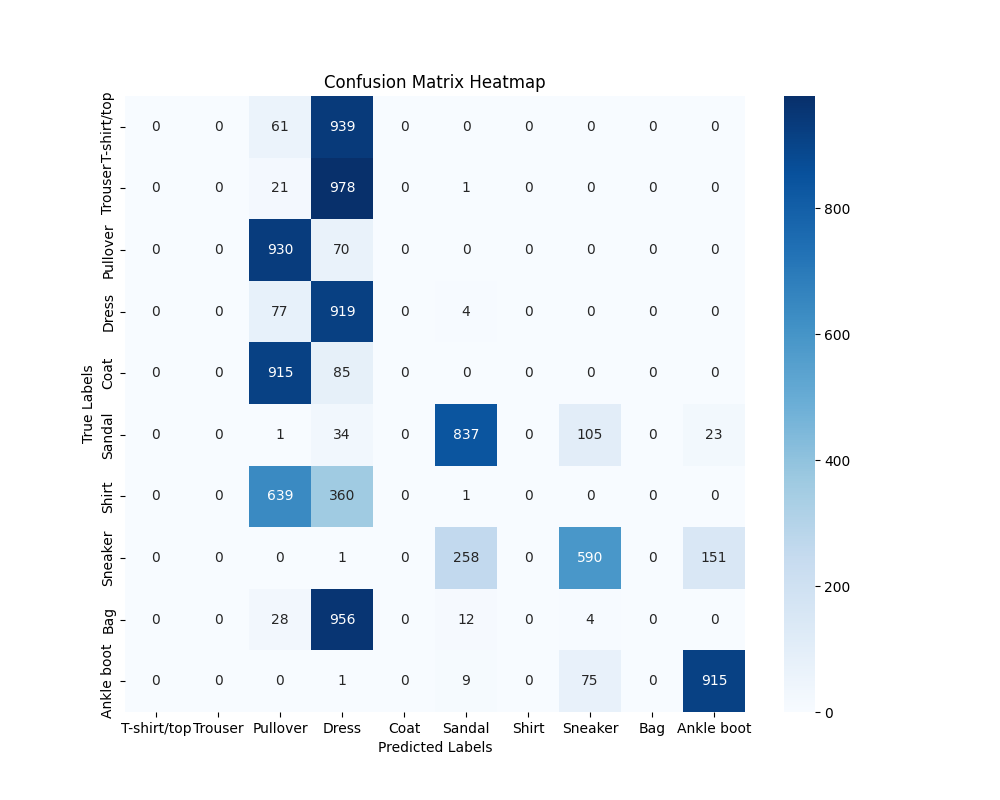 Confusion Matrix Heatmap
T-shirt/top 0 0 61 939 0 0 0 0 0 0
Trouser 0 0 21 978 0 1 0 0 0 0
Pullover 0 0 930 70 0 0 0 0 0 0
Dress 0 0 77 919 0 4 0 0 0 0
Coat 0 0 915 85 0 0 0 0 0 0
Sandal 0 0 1 34 0 837 0 105 0 23
Shirt 0 0 639 360 0 1 0 0 0 0
Sneaker 0 0 0 1 0 258 0 590 0 151
Bag 0 0 28 956 0 12 0 4 0 0
Ankle boot 0 0 0 1 0 9 0 75 0 915
True Labels
T-shirt/top Trouser Pullover Dress Coat Sandal Shirt Sneaker Bag Ankle boot
Predicted Labels
800
600
400
200
0